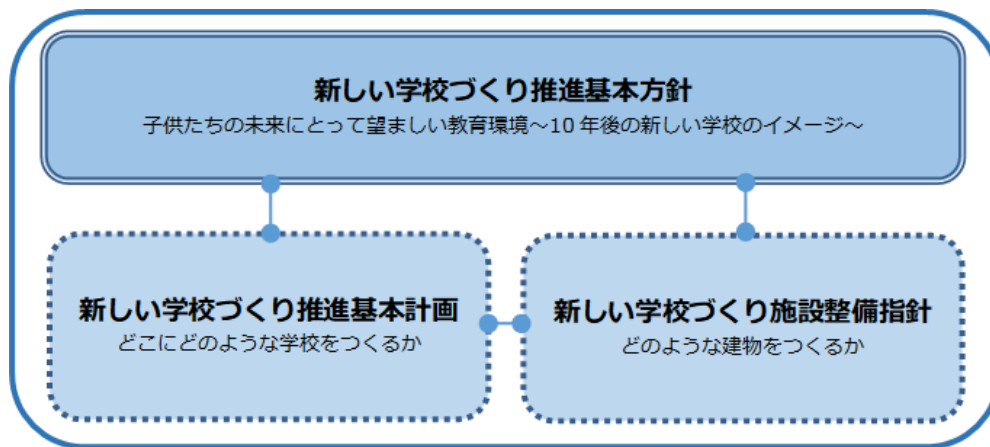 新しい学校づくり推進基本方針
子供たちの未来にとって望ましい教育環境～10年後の新しい学校のイメージ～
新しい学校づくり推進基本計画
どこにどのような学校をつくるか
新しい学校づくり施設整備指針
どのような建物をつくるか